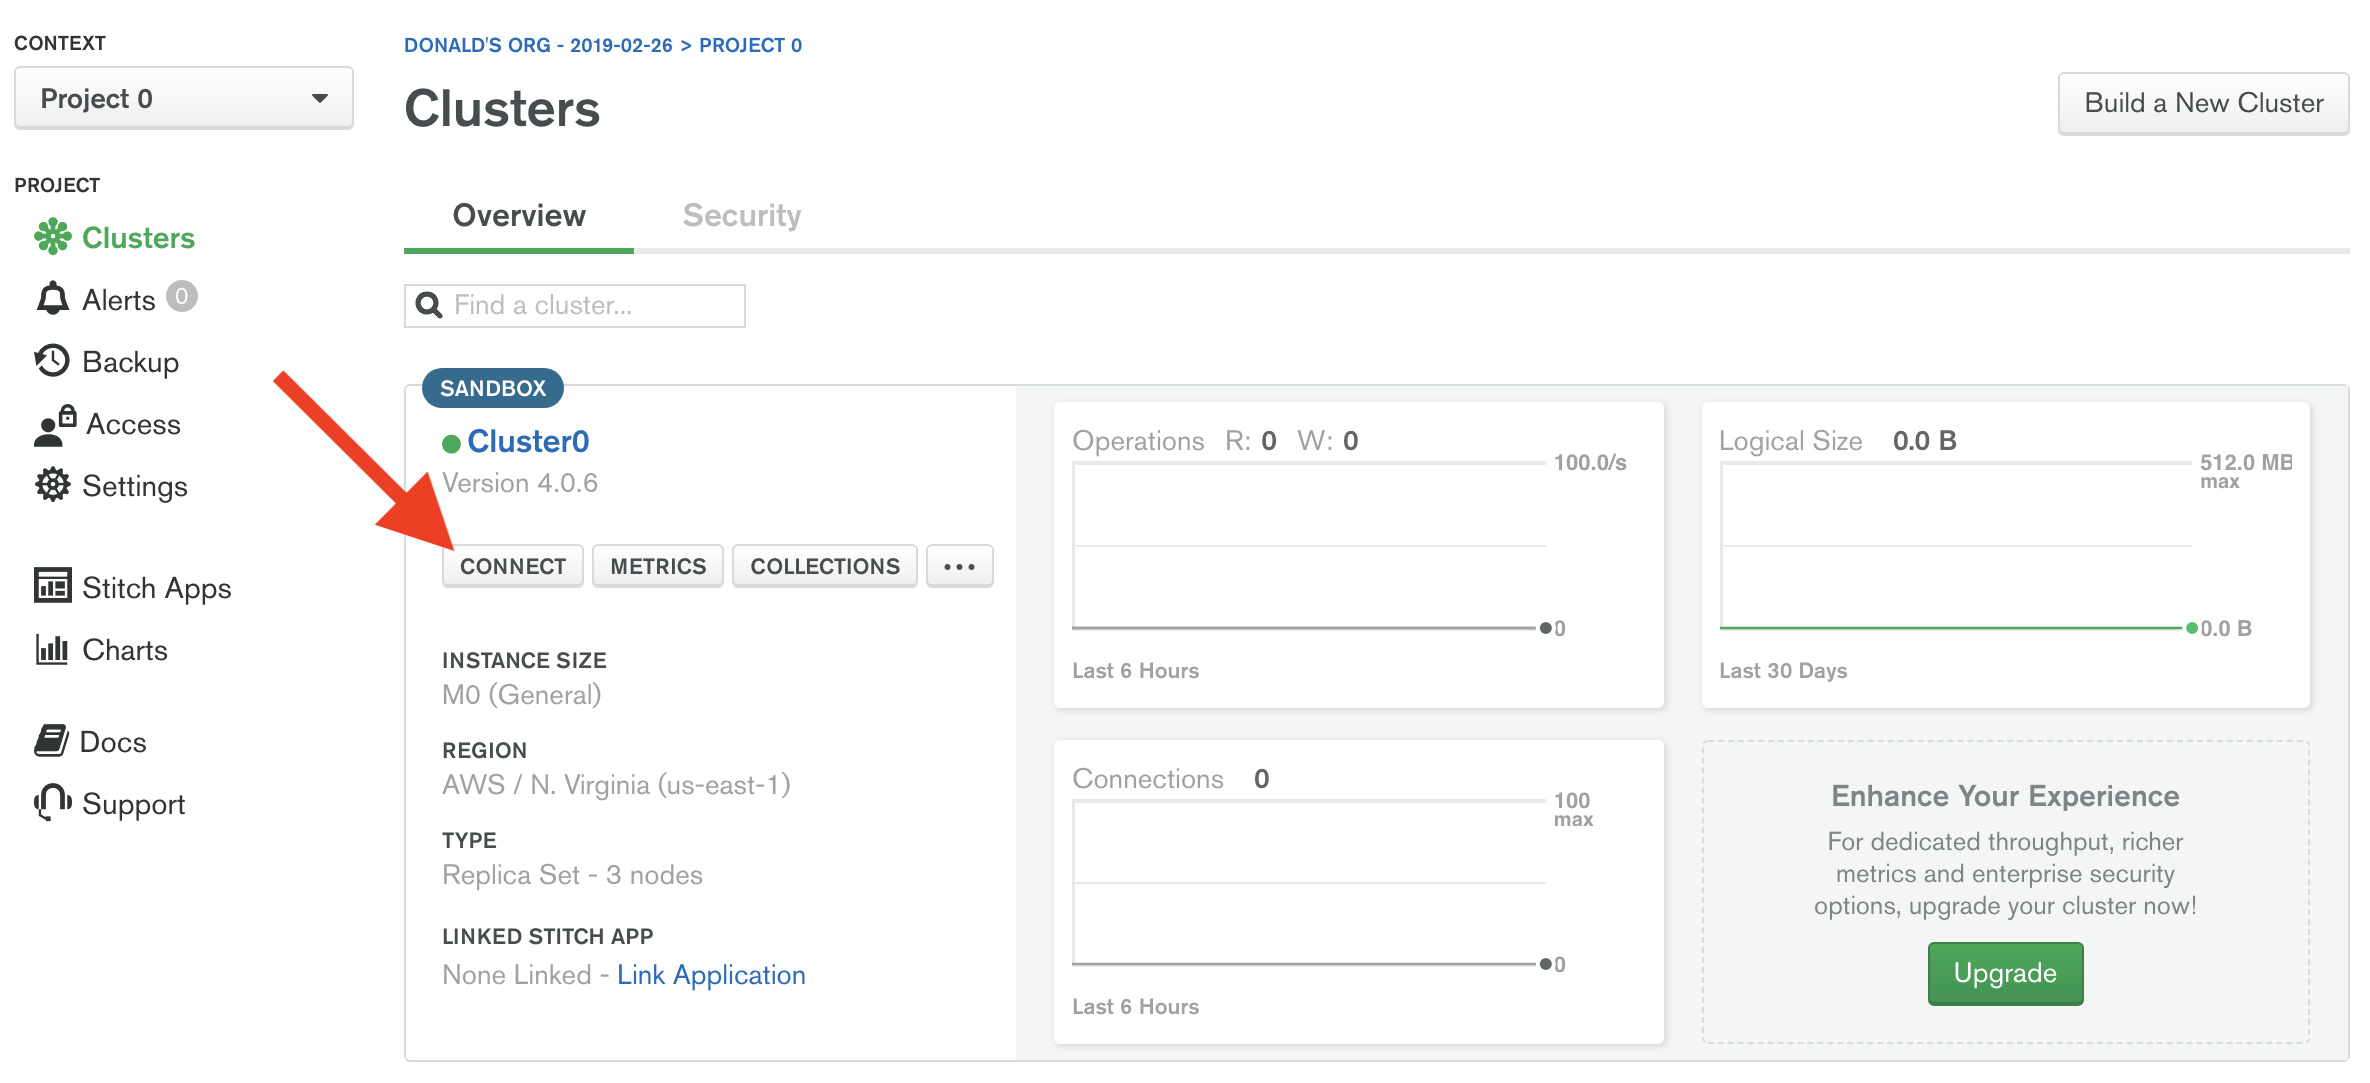 CONTEXT
Project 0
PROJECT
Clusters
Alerts 0
Backup
Access
Settings
Stitch Apps
Charts
Docs
Support
DONALD'S ORG - 2019-02-26 > PROJECT 0
Clusters
Build a New Cluster
Overview Security
Find a cluster...
SANDBOX
Cluster0
Version 4.0.6
CONNECT METRICS COLLECTIONS ...
INSTANCE SIZE
M0 (General)
REGION
AWS / N. Virginia (us-east-1)
TYPE
Replica Set - 3 nodes
LINKED STITCH APP
None Linked - Link Application
Operations R: 0 W: 0
100.0/s
0
Last 6 Hours
Logical Size 0.0 B
512.0 MB
max
0.0 B
Last 30 Days
Connections 0
100
max
0
Last 6 Hours
Enhance Your Experience
For dedicated throughput, richer
metrics and enterprise security
options, upgrade your cluster now!
Upgrade